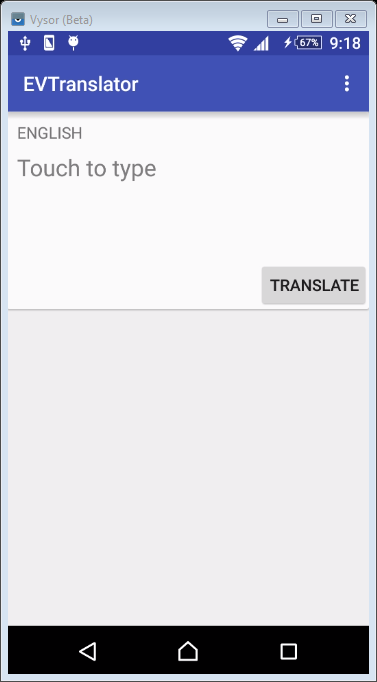 Vysor (Beta)
67%
9:18
EVTranslator
ENGLISH
Touch to type
TRANSLATE